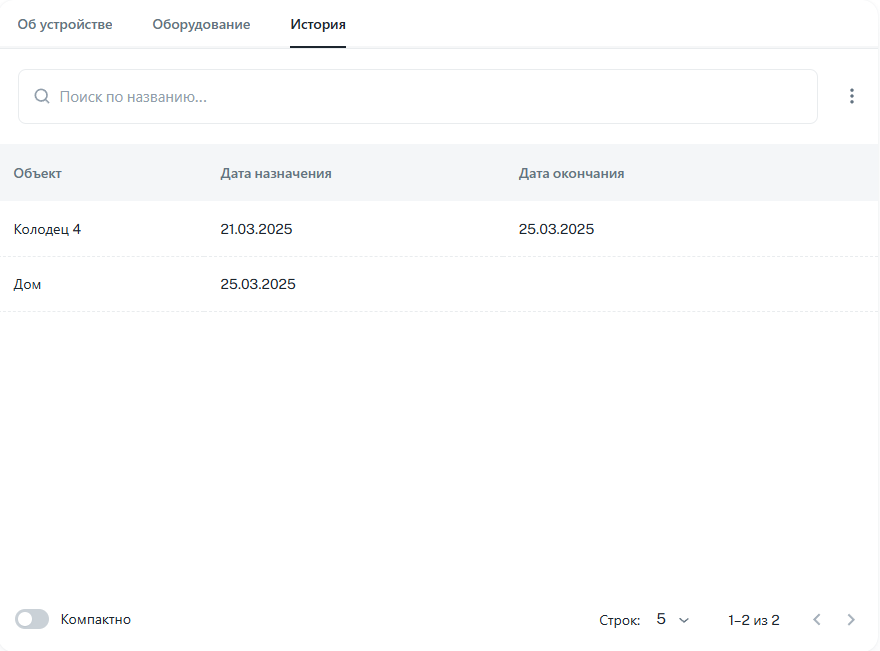 Об устройстве Оборудование История
Поиск по названию...
Объект Дата назначения Дата окончания
Колодец 4 21.03.2025 25.03.2025
Дом 25.03.2025
Компактно Строк: 5 1–2 из 2